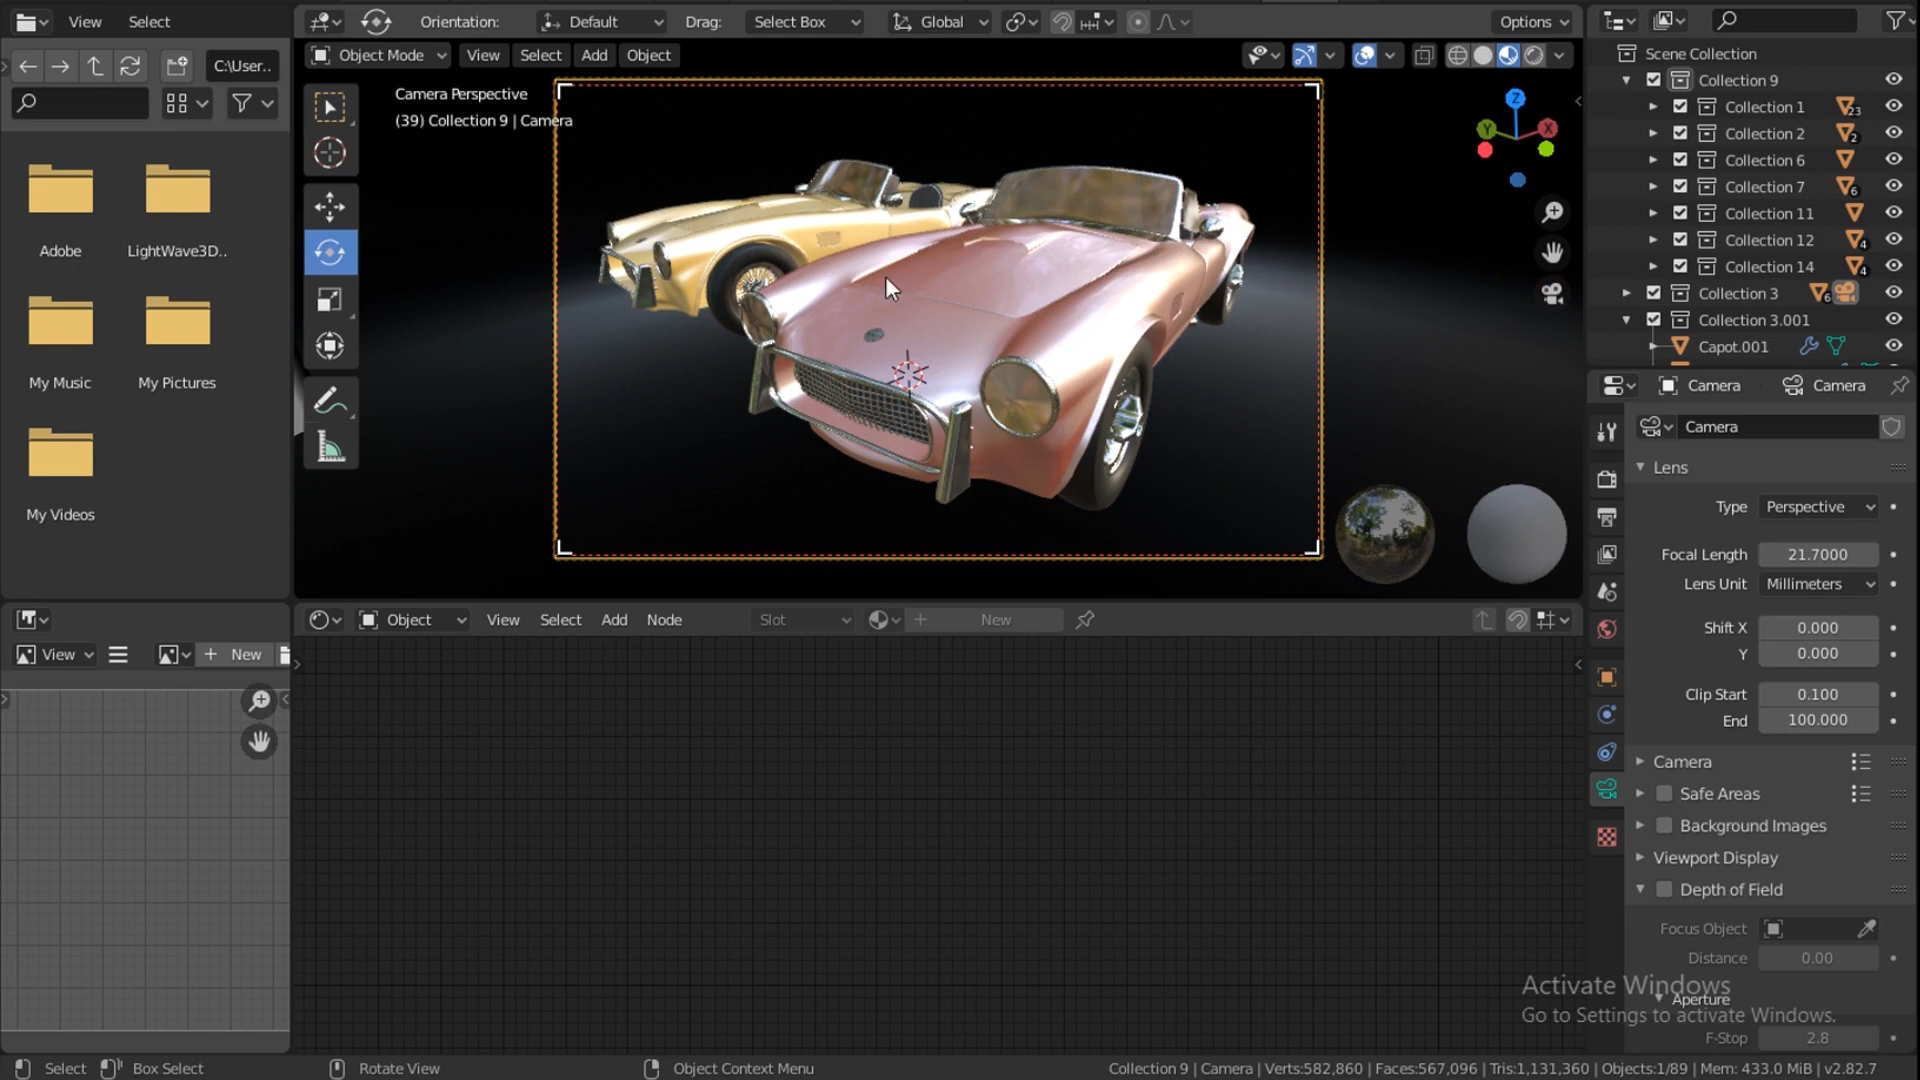 View Select
Orientation: Default Drag: Select Box Global Options
C:\User..
Object Mode View Select Add Object
Camera Perspective
(39) Collection 9 | Camera
Z
Y X
Adobe LightWave3D..
My Music My Pictures
My Videos
Scene Collection
Collection 9
Collection 1 23
Collection 2 2
Collection 6
Collection 7 6
Collection 11
Collection 12 4
Collection 14 4
Collection 3 6
Collection 3.001
Capot.001
Camera Camera
Camera
Lens
Type Perspective
Focal Length 21.7000
Lens Unit Millimeters
Shift X 0.000
Y 0.000
Clip Start 0.100
End 100.000
Camera
Safe Areas
Background Images
Viewport Display
Depth of Field
Focus Object
Distance 0.00
Aperture
F-Stop 2.8
Object View Select Add Node Slot New
View New
Activate Windows
Go to Settings to activate Windows.
Select Box Select Rotate View Object Context Menu Collection 9 | Camera | Verts:582,860 | Faces:567,096 | Tris:1,131,360 | Objects:1/89 | Mem: 433.0 MiB | v2.82.7